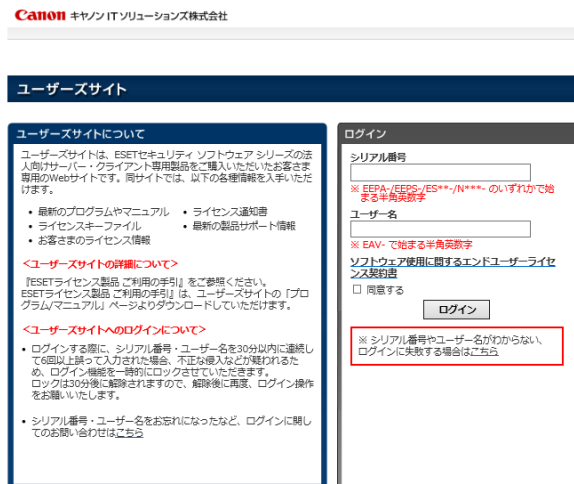 Canon キヤノン ITソリューションズ株式会社
ユーザーズサイト
ユーザーズサイトについて
ユーザーズサイトは、ESETセキュリティ ソフトウェア シリーズの法
人向けサーバー・クライアント専用製品をご購入いただいたお客さま
専用のWebサイトです。同サイトでは、以下の各種情報を入手いただ
けます。
• 最新のプログラムやマニュアル • ライセンス通知書
• ライセンスキーファイル • 最新の製品サポート情報
• お客さまのライセンス情報
<ユーザーズサイトの詳細について>
『ESETライセンス製品 ご利用の手引』をご参照ください。
ESETライセンス製品 ご利用の手引』は、ユーザーズサイトの「プロ
グラム/マニュアル」ページよりダウンロードしていただけます。
<ユーザーズサイトへのログインについて>
• ログインする際に、シリアル番号・ユーザー名を30分以内に連続し
て6回以上誤って入力された場合、不正な侵入などが疑われるた
め、ログイン機能を一時的にロックさせていただきます。
ロックは30分後に解除されますので、解除後に再度、ログイン操作
をお願いいたします。
• シリアル番号・ユーザー名をお忘れになったなど、ログインに関し
てのお問い合わせはこちら
ログイン
シリアル番号
※ EEPA-/EEPS-/ES**-/N***- のいずれかで始
まる半角英数字
ユーザー名
※ EAV- で始まる半角英数字
ソフトウェア使用に関するエンドユーザーライセ
ンス契約書
同意する
ログイン
※ シリアル番号やユーザー名がわからない、
ログインに失敗する場合はこちら